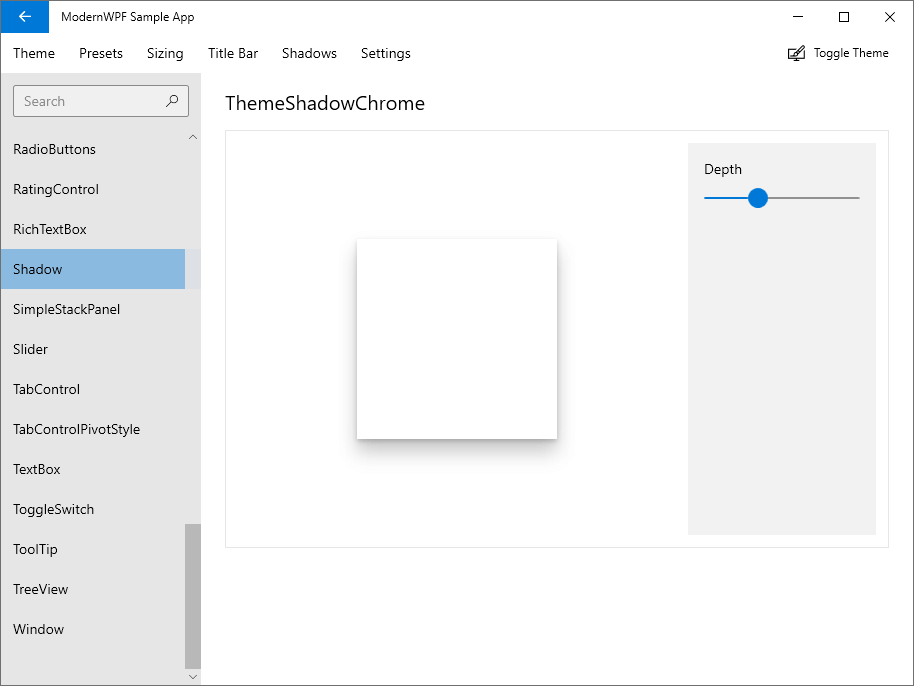 ModernWPF Sample App
Theme Presets Sizing Title Bar Shadows Settings Toggle Theme
Search
RadioButtons
RatingControl
RichTextBox
Shadow
SimpleStackPanel
Slider
TabControl
TabControlPivotStyle
TextBox
ToggleSwitch
ToolTip
TreeView
Window
ThemeShadowChrome
Depth